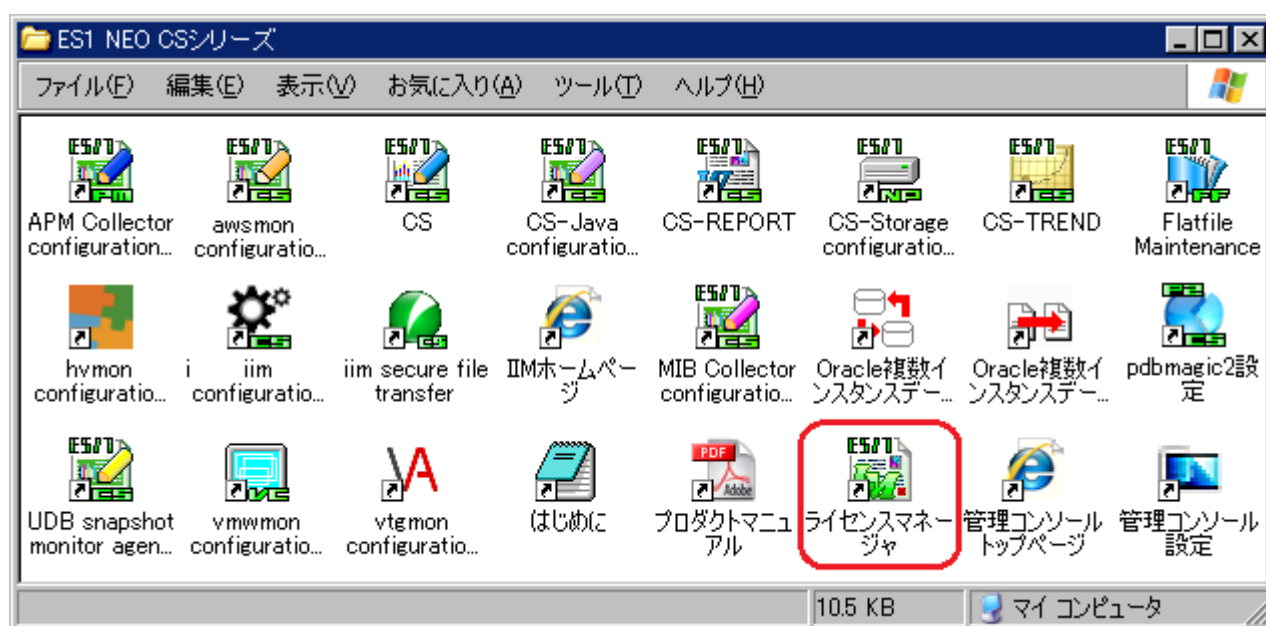 ES1 NEO CSシリーズ
ファイル(F) 編集(E) 表示(V) お気に入り(A) ツール(T) ヘルプ(H)
APM Collector configuration...
awsmon configuratio...
CS
CS-Java configuratio...
CS-REPORT
CS-Storage configuratio...
CS-TREND
Flatfile Maintenance
hvmon configuratio...
i iim configuratio...
iim secure file transfer
IIMホームページ
MIB Collector configuratio...
Oracle複数インスタンスデー...
Oracle複数インスタンスデー...
pdbmagic2設定
UDB snapshot monitor agen...
vmwmon configuratio...
vtgmon configuratio...
はじめに
プロダクトマニュアル
ライセンスマネージャ
管理コンソールトップページ
管理コンソール設定
10.5 KB マイ コンピュータ